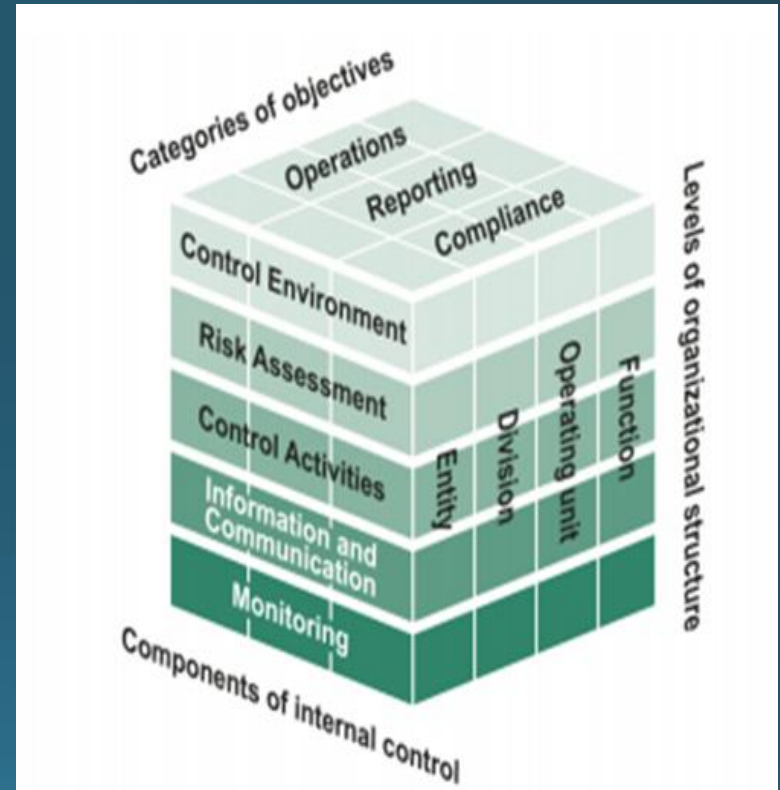 Categories of objectives
Operations
Reporting
Compliance
Control Environment
Risk Assessment
Control Activities
Information and
Communication
Monitoring
Components of internal control
Entity
Division
Operating unit
Function
Levels of organizational structure